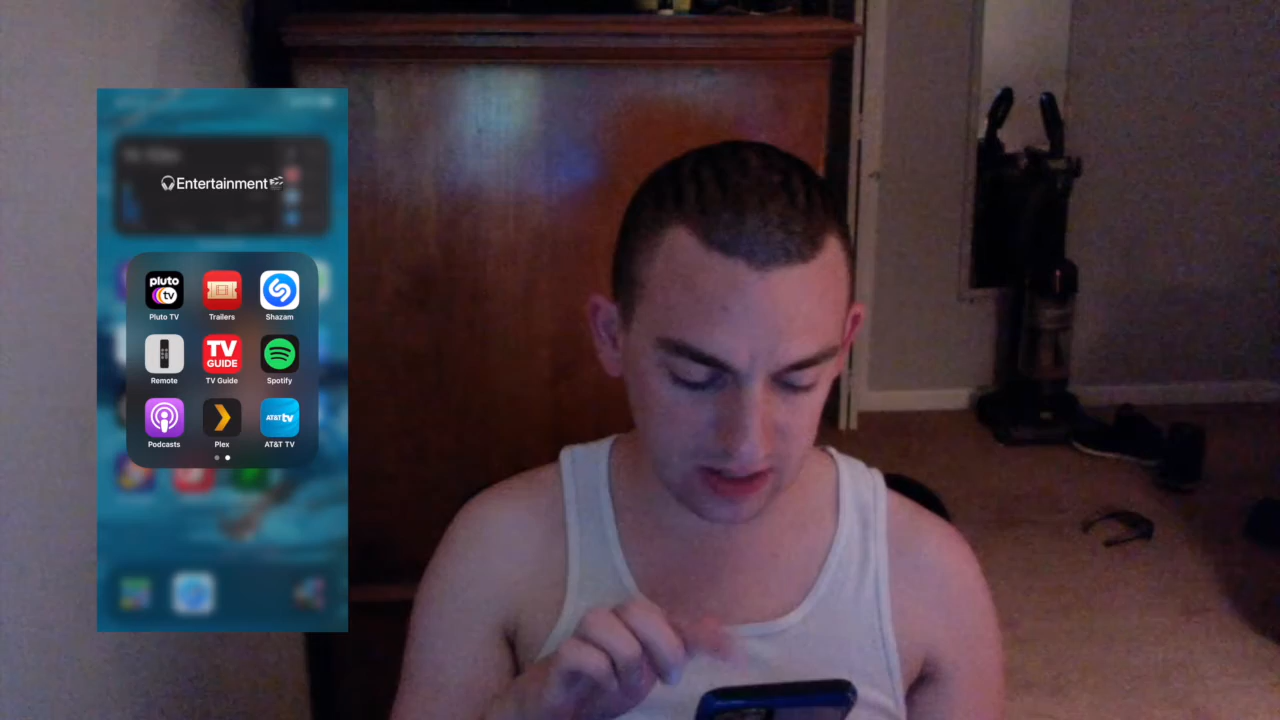 Entertainment
pluto
tv
Pluto TV
Trailers
Shazam
TV
GUIDE
Remote
TV Guide
Spotify
AT&T tv
Podcasts
Plex
AT&T TV